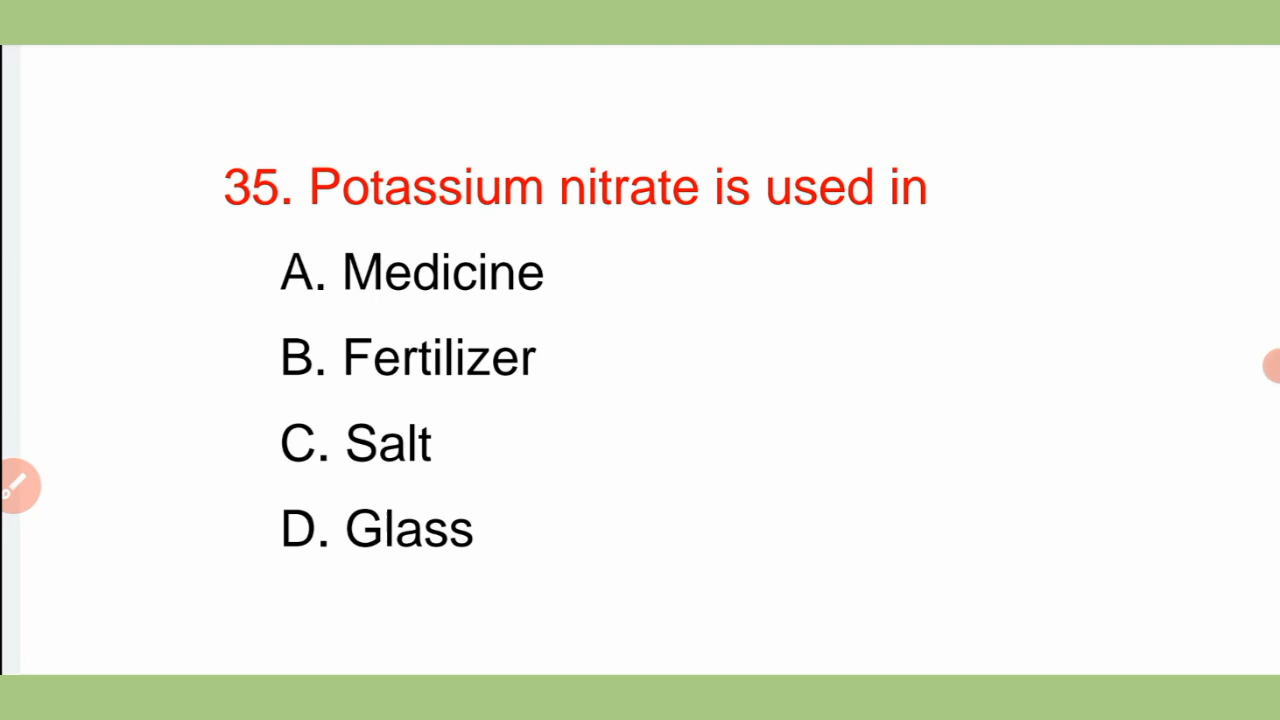 35. Potassium nitrate is used in
A. Medicine
B. Fertilizer
C. Salt
D. Glass